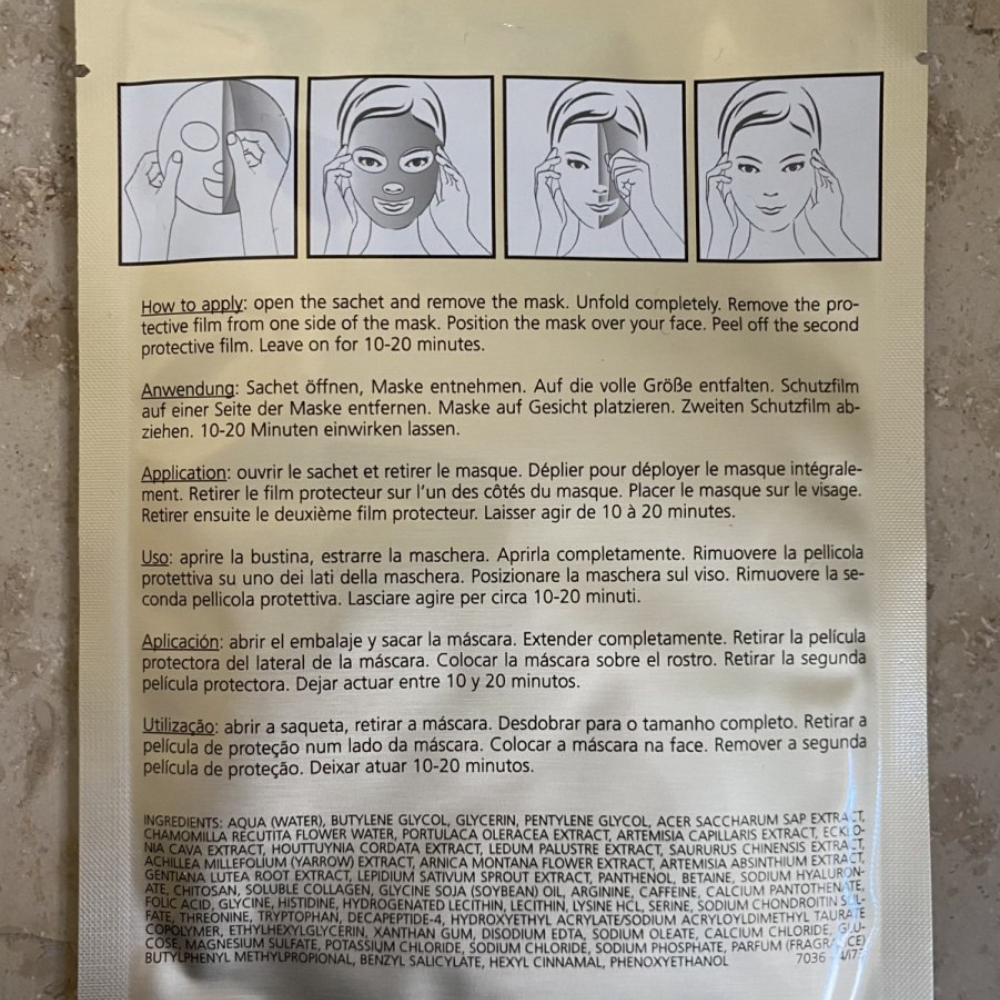 How to apply: open the sachet and remove the mask. Unfold completely. Remove the pro-
tective film from one side of the mask. Position the mask over your face. Peel off the second
protective film. Leave on for 10-20 minutes.
Anwendung: Sachet öffnen, Maske entnehmen. Auf die volle Größe entfalten. Schutzfilm
auf einer Seite der Maske entfernen. Maske auf Gesicht platzieren. Zweiten Schutzfilm ab-
ziehen. 10-20 Minuten einwirken lassen.
Application: ouvrir le sachet et retirer le masque. Déplier pour déployer le masque intégrale-
ment. Retirer le film protecteur sur l'un des côtés du masque. Placer le masque sur le visage.
Retirer ensuite le deuxième film protecteur. Laisser agir de 10 à 20 minutes.
Uso: aprire la bustina, estrarre la maschera. Aprirla completamente. Rimuovere la pellicola
protettiva su uno dei lati della maschera. Posizionare la maschera sul viso. Rimuovere la se-
conda pellicola protettiva. Lasciare agire per circa 10-20 minuti.
Aplicación: abrir el embalaje y sacar la máscara. Extender completamente. Retirar la película
protectora del lateral de la máscara. Colocar la máscara sobre el rostro. Retirar la segunda
película protectora. Dejar actuar entre 10 y 20 minutos.
Utilização: abrir a saqueta, retirar a máscara. Desdobrar para o tamanho completo. Retirar a
película de proteção num lado da máscara. Colocar a máscara na face. Remover a segunda
película de proteção. Deixar atuar 10-20 minutos.
INGREDIENTS: AQUA (WATER), BUTYLENE GLYCOL, GLYCERIN, PENTYLENE GLYCOL, ACER SACCHARUM SAP EXTRACT,
CHAMOMILLA RECUTITA FLOWER WATER, PORTULACA OLERACEA EXTRACT, ARTEMISIA CAPILLARIS EXTRACT, ECKLO-
NIA CAVA EXTRACT, HOUTTUYNIA CORDATA EXTRACT, LEDUM PALUSTRE EXTRACT, SAURURUS CHINENSIS EXTRACT,
ACHILLEA MILLEFOLIUM (YARROW) EXTRACT, ARNICA MONTANA FLOWER EXTRACT, ARTEMISIA ABSINTHIUM EXTRACT,
GENTIANA LUTEA ROOT EXTRACT, LEPIDIUM SATIVUM SPROUT EXTRACT, PANTHENOL, BETAINE, SODIUM HYALURON-
ATE, CHITOSAN, SOLUBLE COLLAGEN, GLYCINE SOJA (SOYBEAN) OIL, ARGININE, CAFFEINE, CALCIUM PANTOTHENATE,
FOLIC ACID, GLYCINE, HISTIDINE, HYDROGENATED LECITHIN, LECITHIN, LYSINE HCL, SERINE, SODIUM CHONDROITIN SUL-
FATE, THREONINE, TRYPTOPHAN, DECAPEPTIDE-4, HYDROXYETHYL ACRYLATE/SODIUM ACRYLOYLDIMETHYL TAURATE
COPOLYMER, ETHYLHEXYLGLYCERIN, XANTHAN GUM, DISODIUM EDTA, SODIUM OLEATE, CALCIUM CHLORIDE, GLU-
COSE, MAGNESIUM SULFATE, POTASSIUM CHLORIDE, SODIUM CHLORIDE, SODIUM PHOSPHATE, PARFUM (FRAGRANCE)
BUTYLPHENYL METHYLPROPIONAL, BENZYL SALICYLATE, HEXYL CINNAMAL, PHENOXYETHANOL 7036